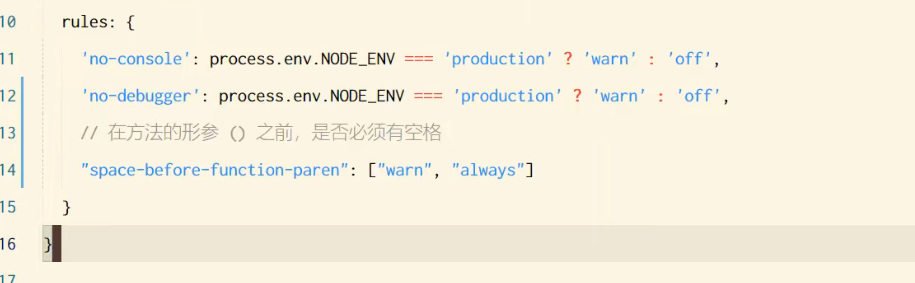 10 rules: {
11 'no-console': process.env.NODE_ENV === 'production' ? 'warn' : 'off',
12 'no-debugger': process.env.NODE_ENV === 'production' ? 'warn' : 'off',
13 // 在方法的形参 () 之前，是否必须有空格
14 "space-before-function-paren": ["warn", "always"]
15 }
16 }
17